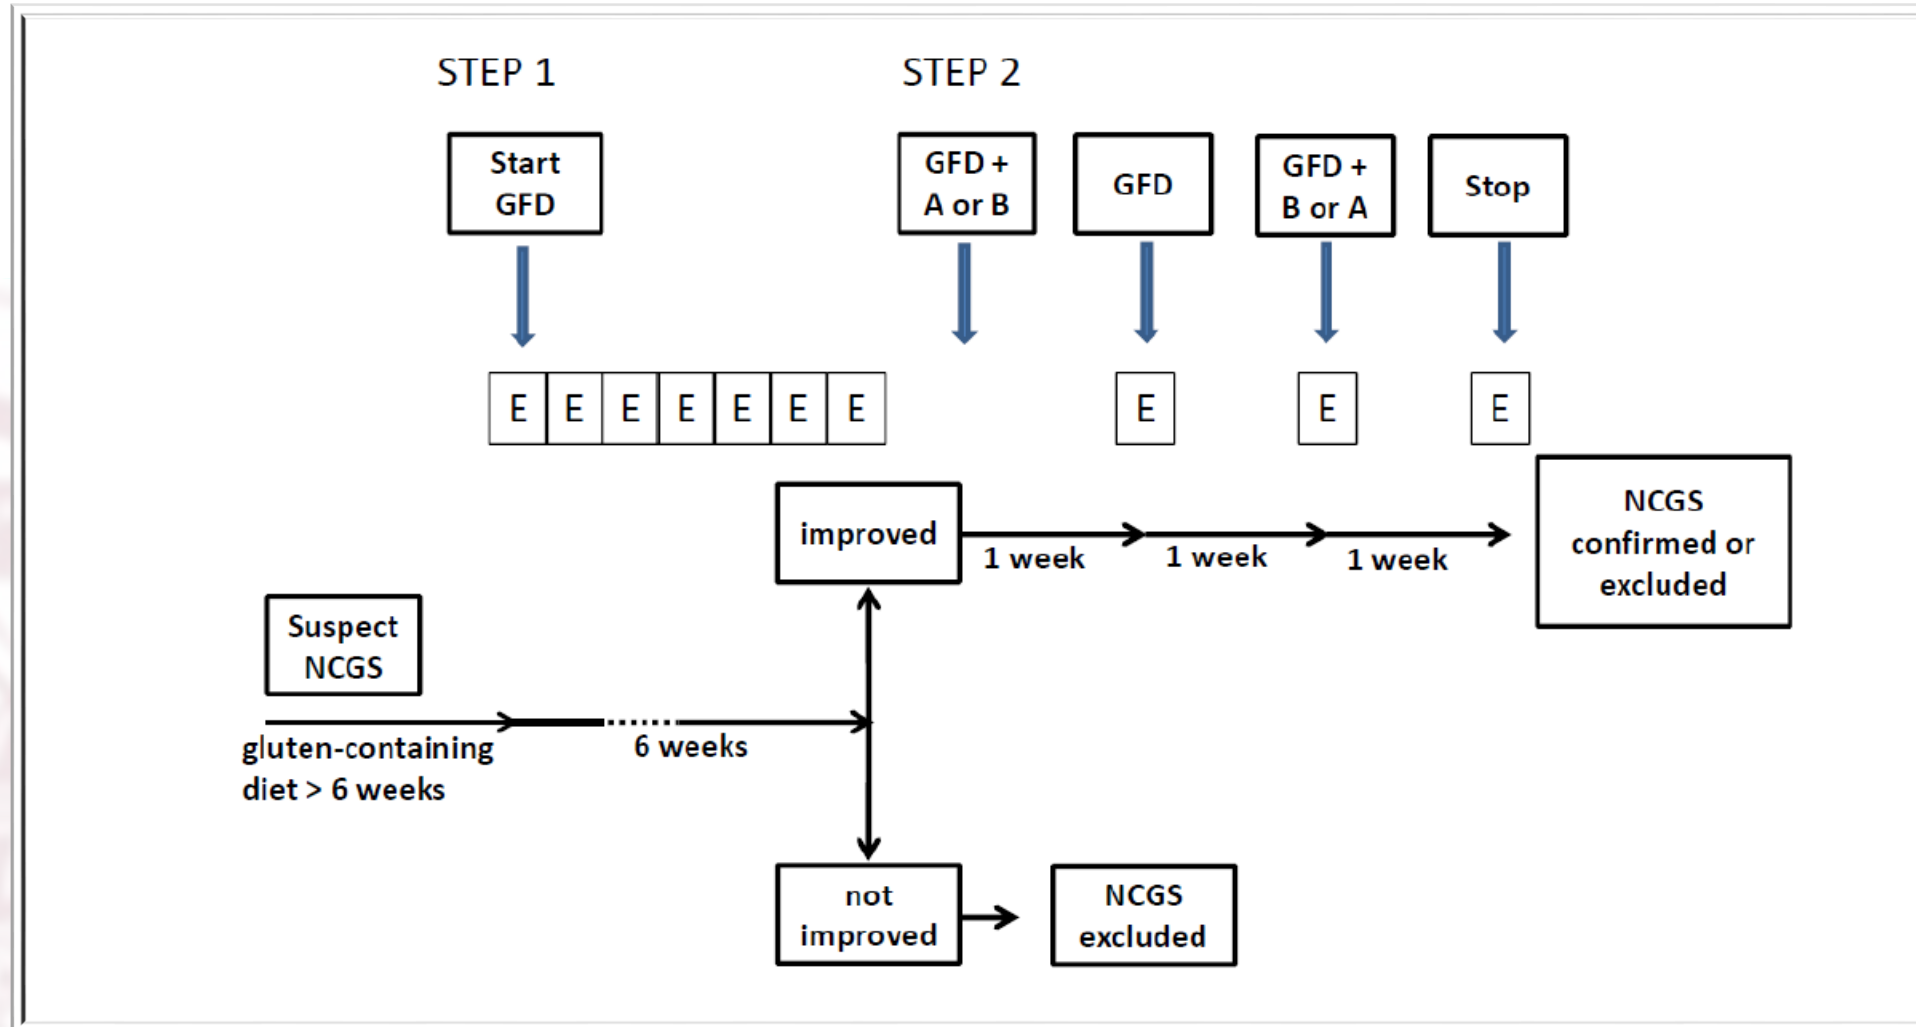 STEP 1
STEP 2
Start
GFD
GFD +
A or B
GFD
GFD +
B or A
Stop
E E E E E E E
E
E
E
improved
1 week
1 week
1 week
NCGS
confirmed or
excluded
Suspect
NCGS
gluten-containing
diet > 6 weeks
6 weeks
not
improved
NCGS
excluded